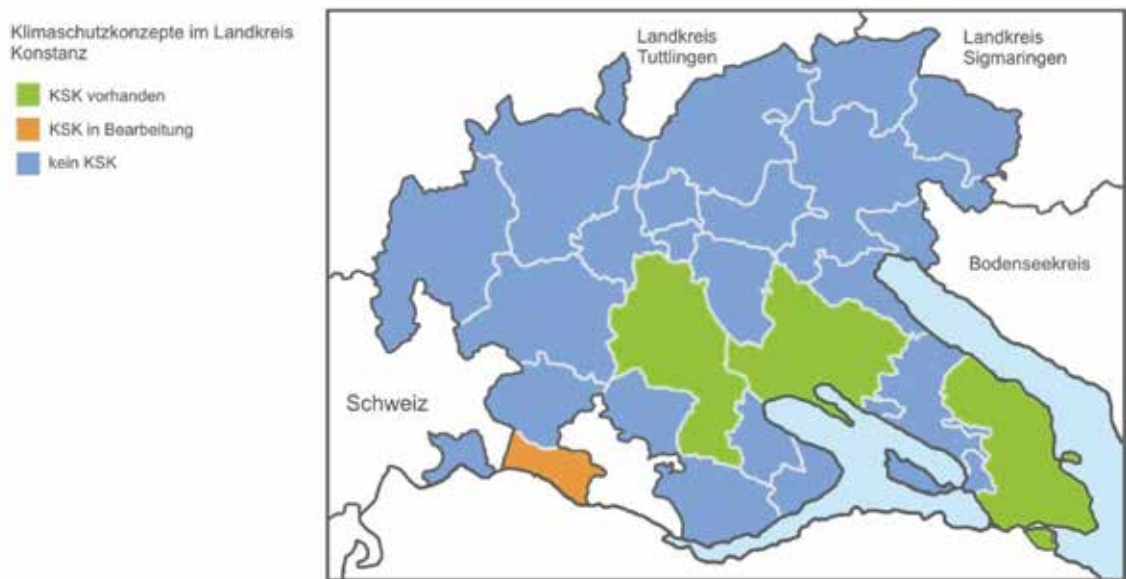 Klimaschutzkonzepte im Landkreis
Konstanz
KSK vorhanden
KSK in Bearbeitung
kein KSK
Landkreis
Tuttlingen
Landkreis
Sigmaringen
Bodenseekreis
Schweiz